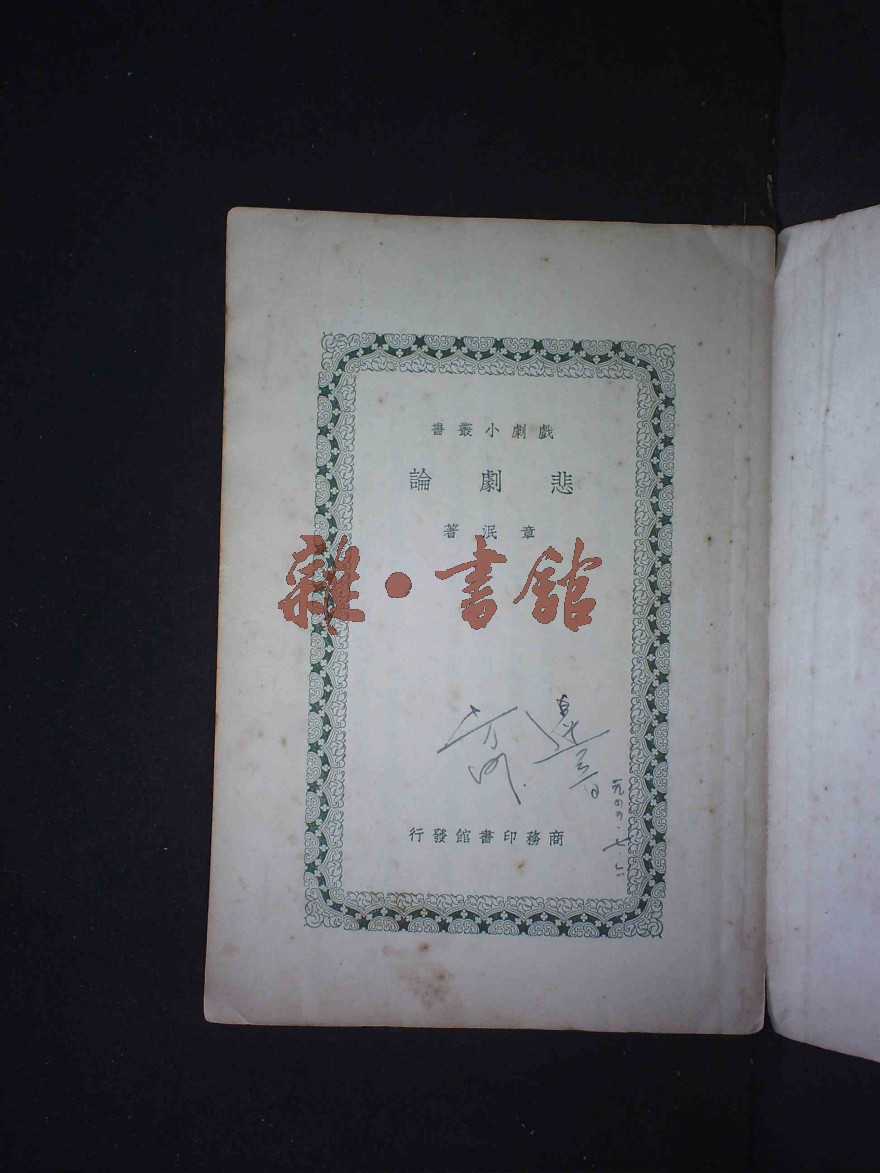 戲劇小叢書
悲劇論
章泯著
雜·書館
商務印書館發行